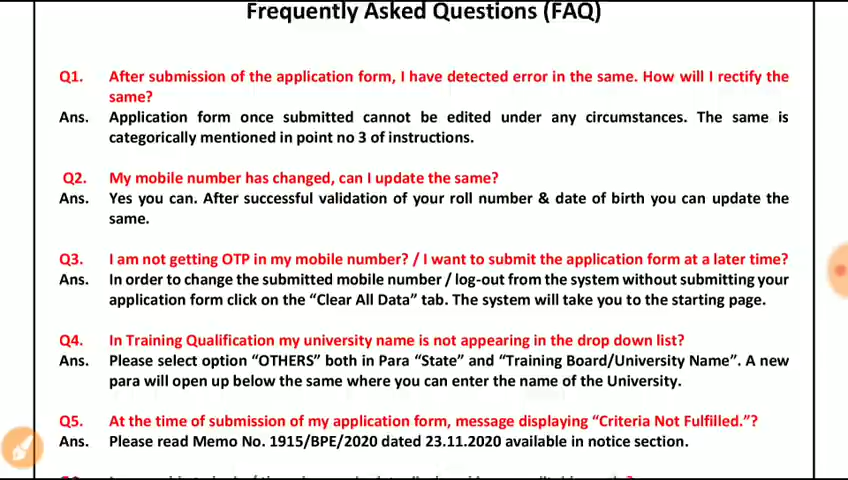 Frequently Asked Questions (FAQ)
Q1. After submission of the application form, I have detected error in the same. How will I rectify the
same?
Ans. Application form once submitted cannot be edited under any circumstances. The same is
categorically mentioned in point no 3 of instructions.
Q2. My mobile number has changed, can I update the same?
Ans. Yes you can. After successful validation of your roll number & date of birth you can update the
same.
Q3. I am not getting OTP in my mobile number? / I want to submit the application form at a later time?
Ans. In order to change the submitted mobile number / log-out from the system without submitting your
application form click on the “Clear All Data” tab. The system will take you to the starting page.
Q4. In Training Qualification my university name is not appearing in the drop down list?
Ans. Please select option “OTHERS” both in Para “State” and “Training Board/University Name”. A new
para will open up below the same where you can enter the name of the University.
Q5. At the time of submission of my application form, message displaying “Criteria Not Fulfilled.”?
Ans. Please read Memo No. 1915/BPE/2020 dated 23.11.2020 available in notice section.